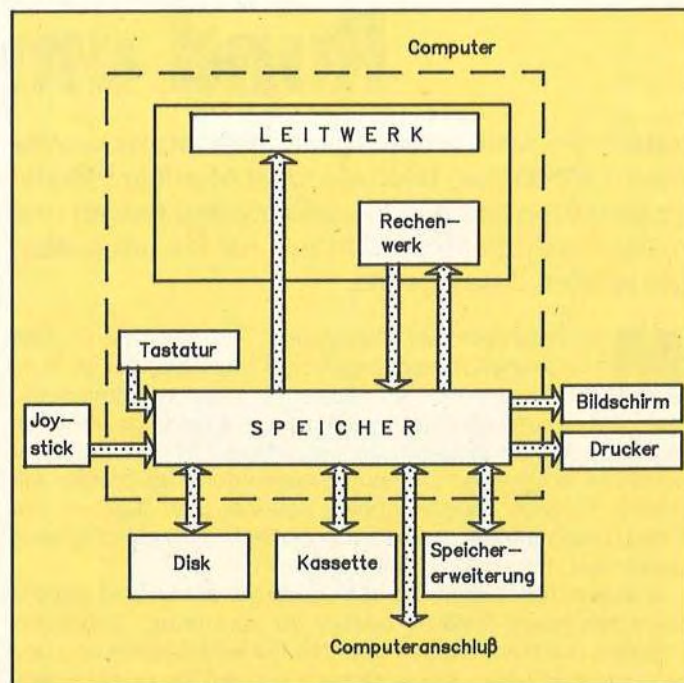 Computer
LEITWERK
Rechen-
werk
Tastatur
Joy-
stick
SPEICHER
Bildschirm
Drucker
Disk
Kassette
Speicher-
erweiterung
Computeranschluß